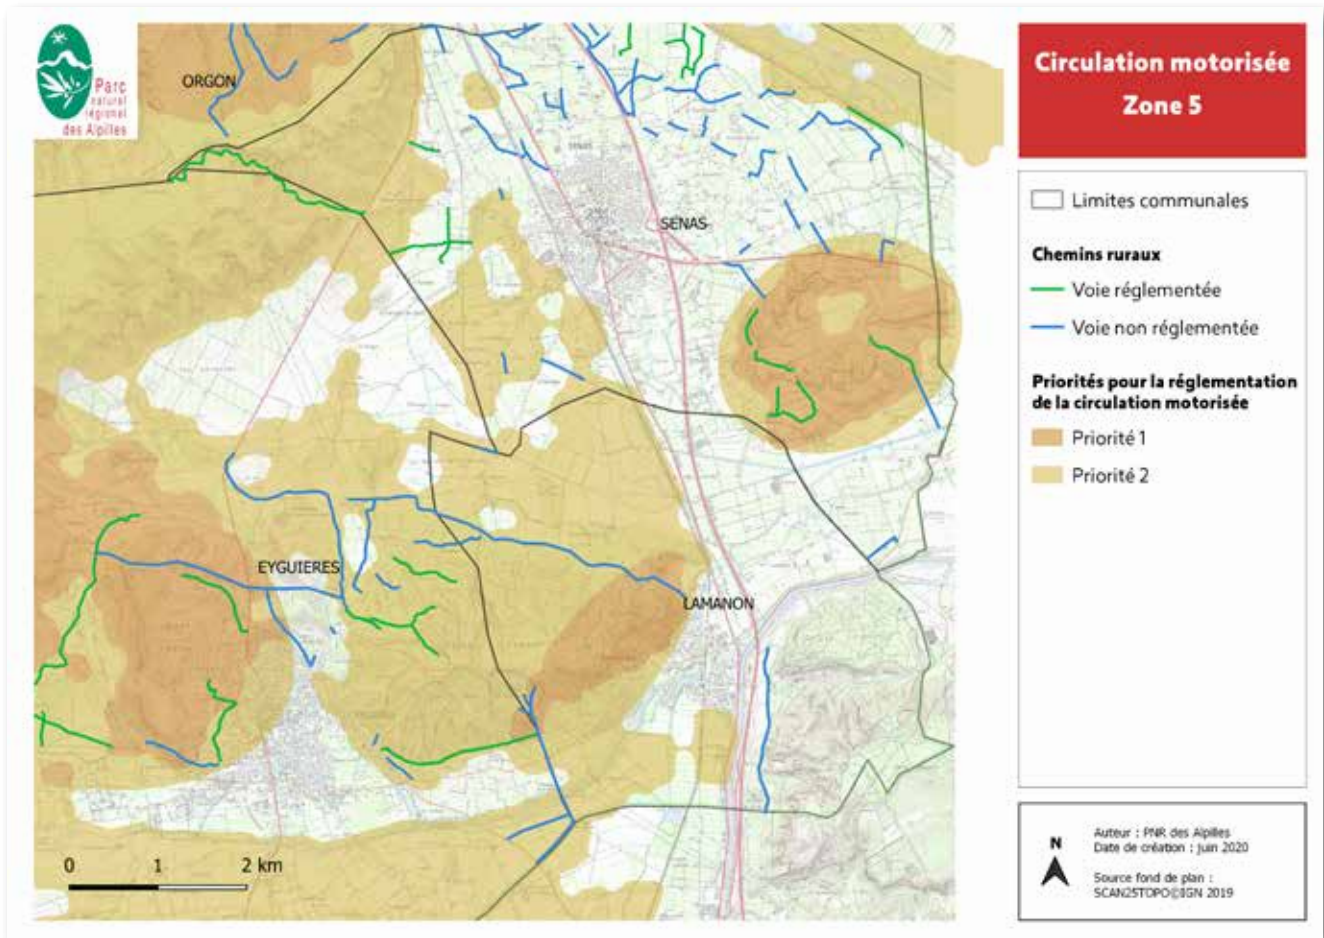 Parc
naturel
régional
des Alpilles
ORGON
SENAS
EYGUIERES
LAMANON
0 1 2 km
Circulation motorisée
Zone 5
Limites communales
Chemins ruraux
Voie réglementée
Voie non réglementée
Priorités pour la réglementation
de la circulation motorisée
Priorité 1
Priorité 2
N
Auteur : PNR des Alpilles
Date de création : juin 2020
Source fond de plan :
SCAN25TOPO©IGN 2019